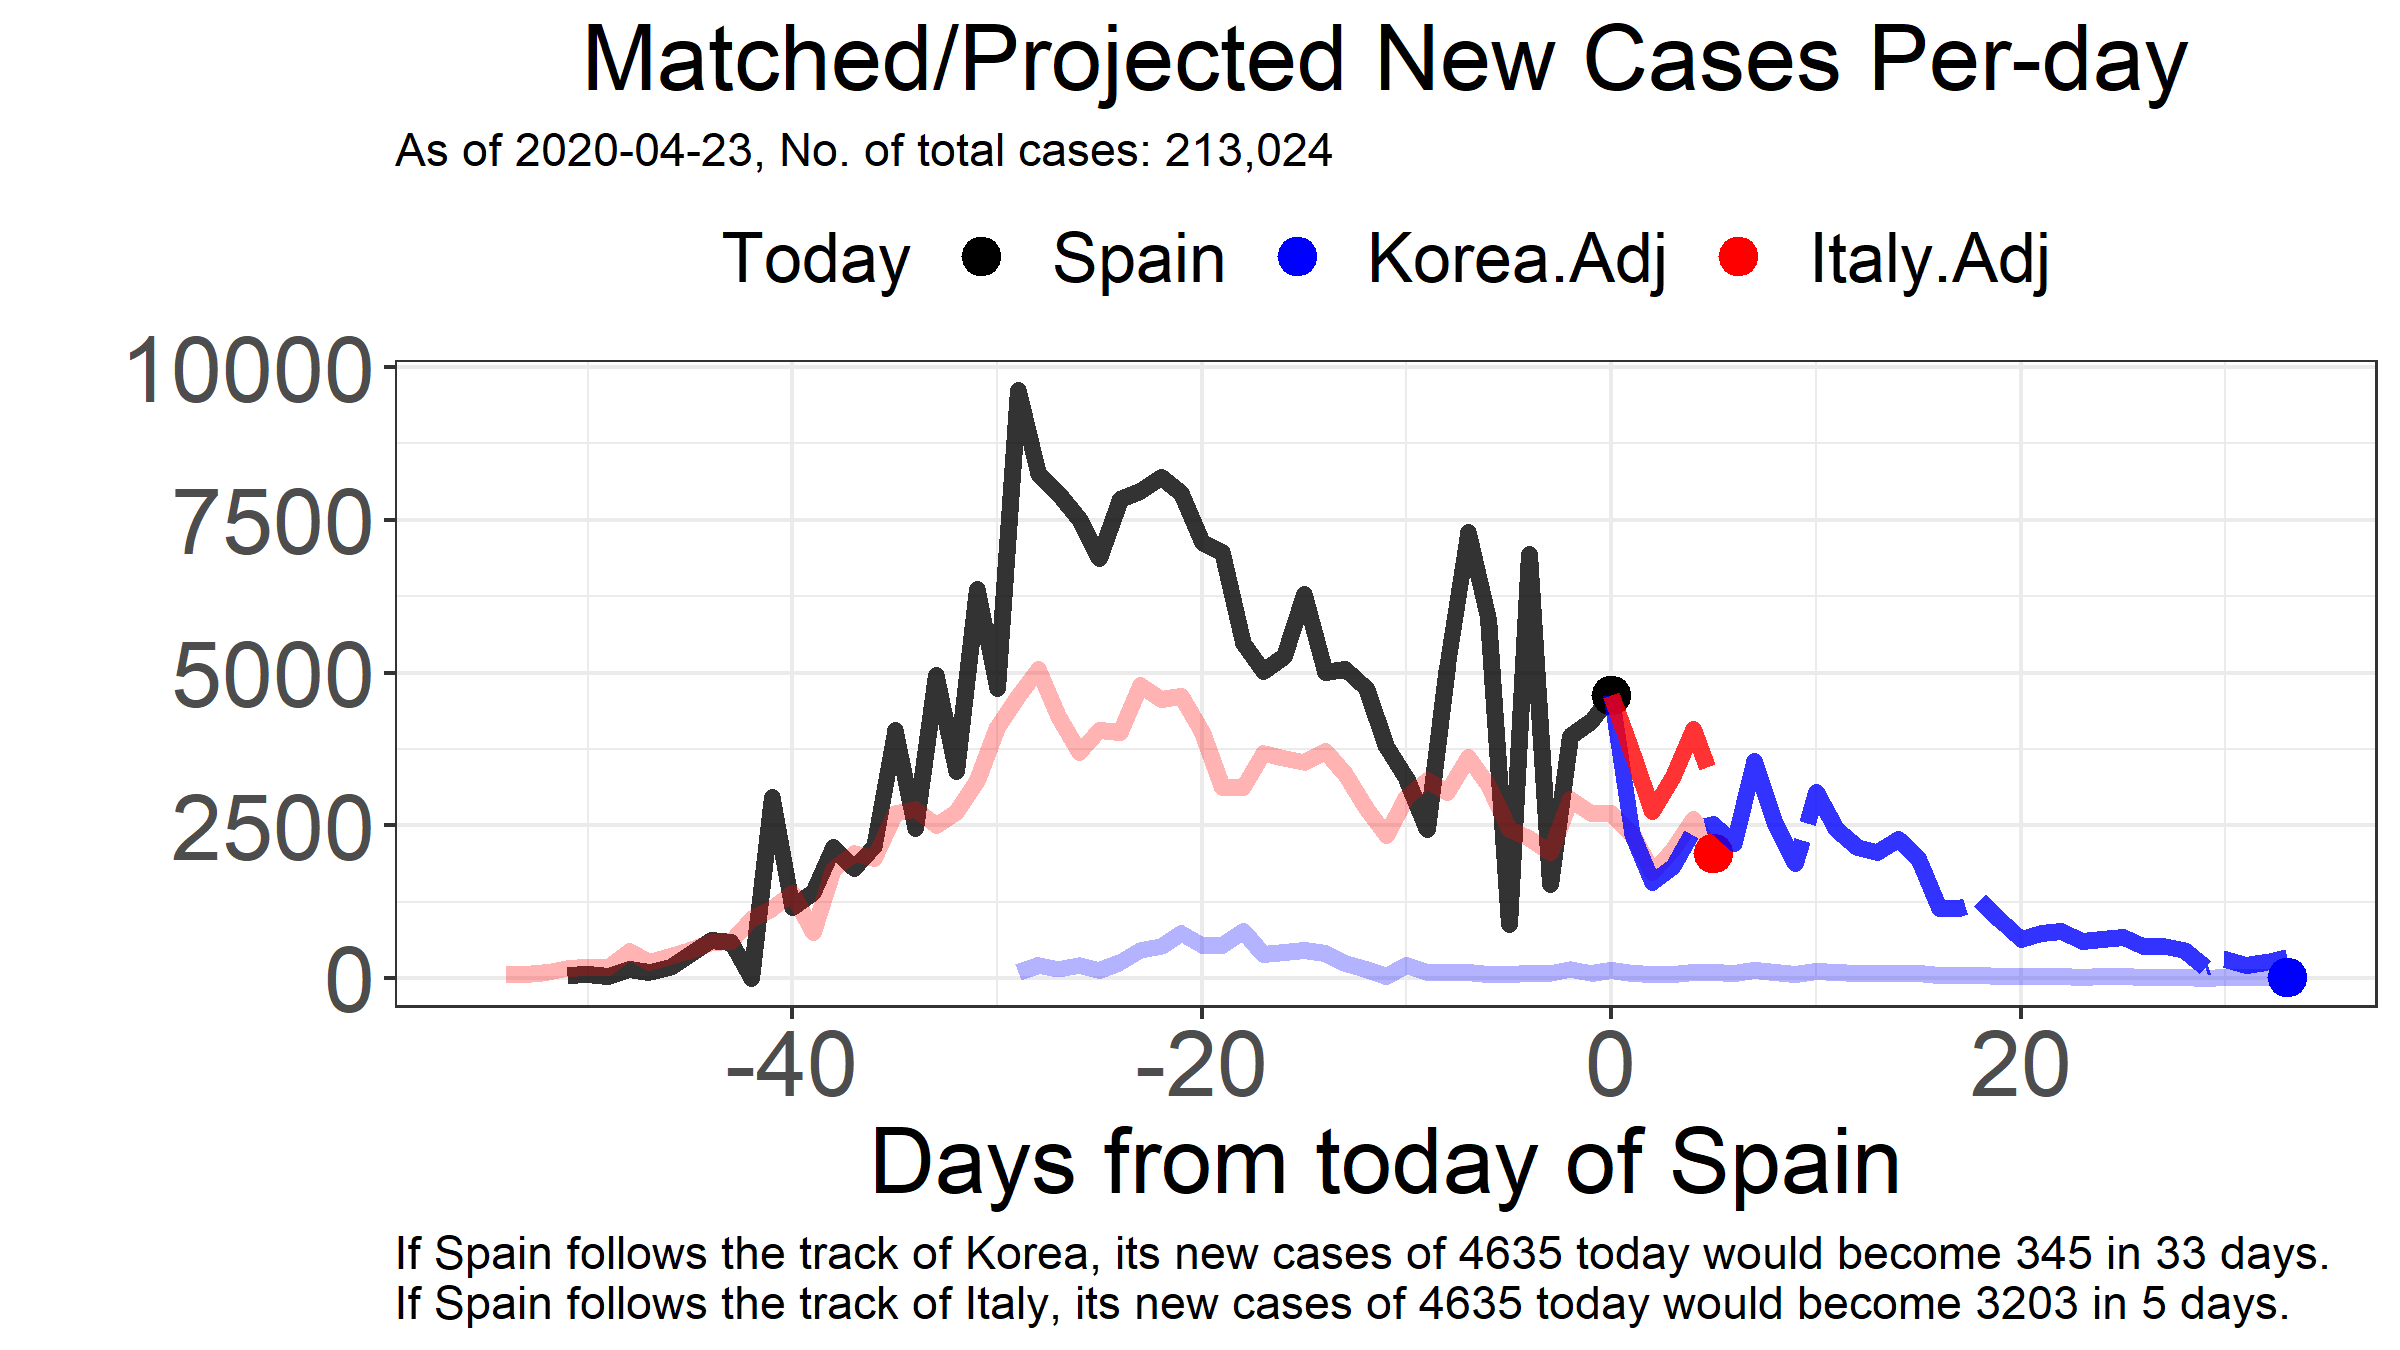 Matched/Projected New Cases Per-day
As of 2020-04-23, No. of total cases: 213,024
Today Spain Korea.Adj Italy.Adj
10000
7500
5000
2500
0
-40 -20 0 20
Days from today of Spain
If Spain follows the track of Korea, its new cases of 4635 today would become 345 in 33 days.
If Spain follows the track of Italy, its new cases of 4635 today would become 3203 in 5 days.